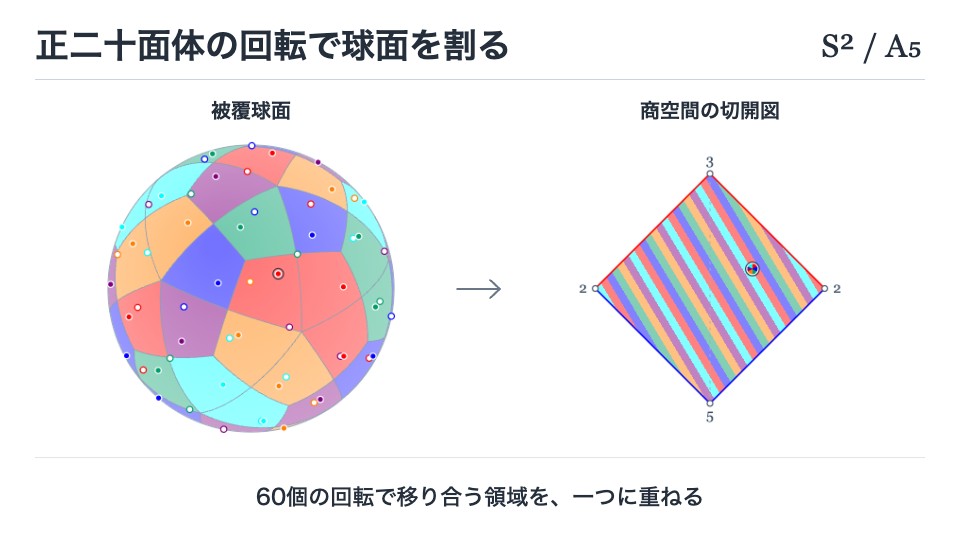 正二十面体の回転で球面を割る
S² / A₅
被覆球面
商空間の切開図
3
2
2
5
60個の回転で移り合う領域を、一つに重ねる